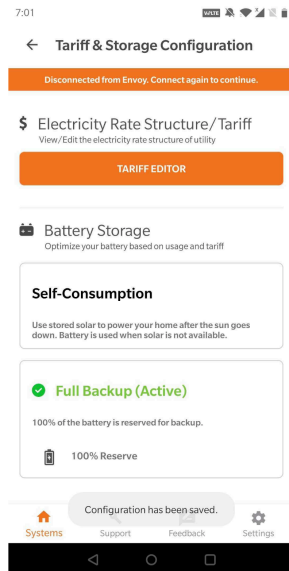 7:01
VoLTE
Tariff & Storage Configuration
Disconnected from Envoy. Connect again to continue.
$ Electricity Rate Structure/Tariff
View/Edit the electricity rate structure of utility
TARIFF EDITOR
Battery Storage
Optimize your battery based on usage and tariff
Self-Consumption
Use stored solar to power your home after the sun goes
down. Battery is used when solar is not available.
Full Backup (Active)
100% of the battery is reserved for backup.
100% Reserve
Configuration has been saved.
Systems Support Feedback Settings